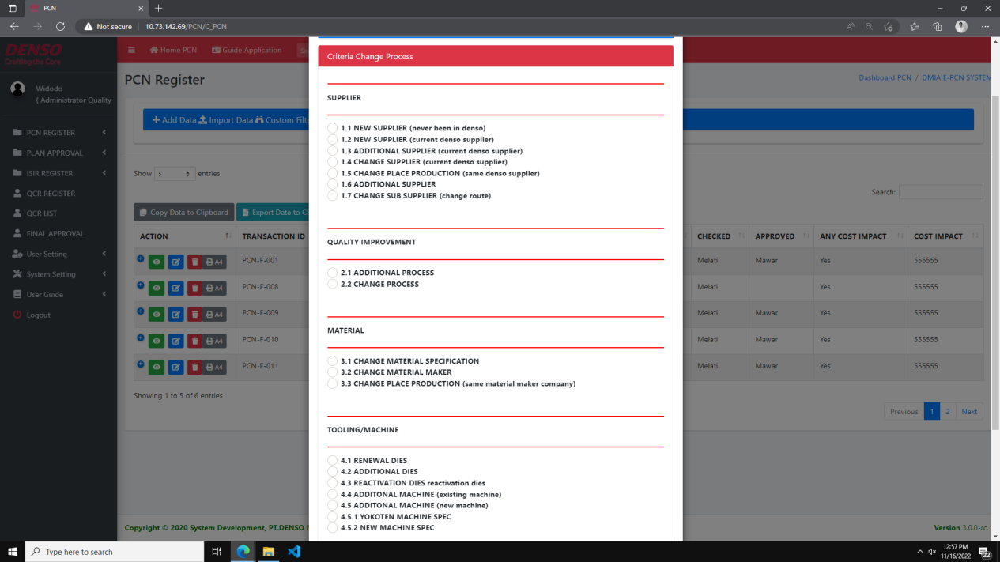 PCN
Not secure
10.73.142.69/PCN/C_PCN
DENSO
Crafting the Core
Home PCN
Guide Application
Widodo
( Administrator Quality
PCN REGISTER
PLAN APPROVAL
ISIR REGISTER
QCR REGISTER
QCR LIST
FINAL APPROVAL
User Setting
System Setting
User Guide
Logout
PCN Register
Dashboard PCN / DMIA E-PCN SYSTEM
Add Data Import Data Custom Filte
Show 5 entries
Search:
Copy Data to Clipboard
Export Data to CS
ACTION TRANSACTION ID CHECKED APPROVED ANY COST IMPACT COST IMPACT
A4 PCN-F-001 Melati Mawar Yes 555555
A4 PCN-F-008 Melati Yes 555555
A4 PCN-F-009 Melati Mawar Yes 555555
A4 PCN-F-010 Melati Mawar Yes 555555
A4 PCN-F-011 Melati Mawar Yes 555555
Showing 1 to 5 of 6 entries
Previous 1 2 Next
Copyright © 2020 System Development, PT.DENSO
Version 3.0.0-rc.1
Criteria Change Process
SUPPLIER
1.1 NEW SUPPLIER (never been in denso)
1.2 NEW SUPPLIER (current denso supplier)
1.3 ADDITIONAL SUPPLIER (current denso supplier)
1.4 CHANGE SUPPLIER (current denso supplier)
1.5 CHANGE PLACE PRODUCTION (same denso supplier)
1.6 ADDITIONAL SUPPLIER
1.7 CHANGE SUB SUPPLIER (change route)
QUALITY IMPROVEMENT
2.1 ADDITIONAL PROCESS
2.2 CHANGE PROCESS
MATERIAL
3.1 CHANGE MATERIAL SPECIFICATION
3.2 CHANGE MATERIAL MAKER
3.3 CHANGE PLACE PRODUCTION (same material maker company)
TOOLING/MACHINE
4.1 RENEWAL DIES
4.2 ADDITIONAL DIES
4.3 REACTIVATION DIES reactivation dies
4.4 ADDITONAL MACHINE (existing machine)
4.5 ADDITONAL MACHINE (new machine)
4.5.1 YOKOTEN MACHINE SPEC
4.5.2 NEW MACHINE SPEC
Type here to search
12:57 PM
11/16/2022
22